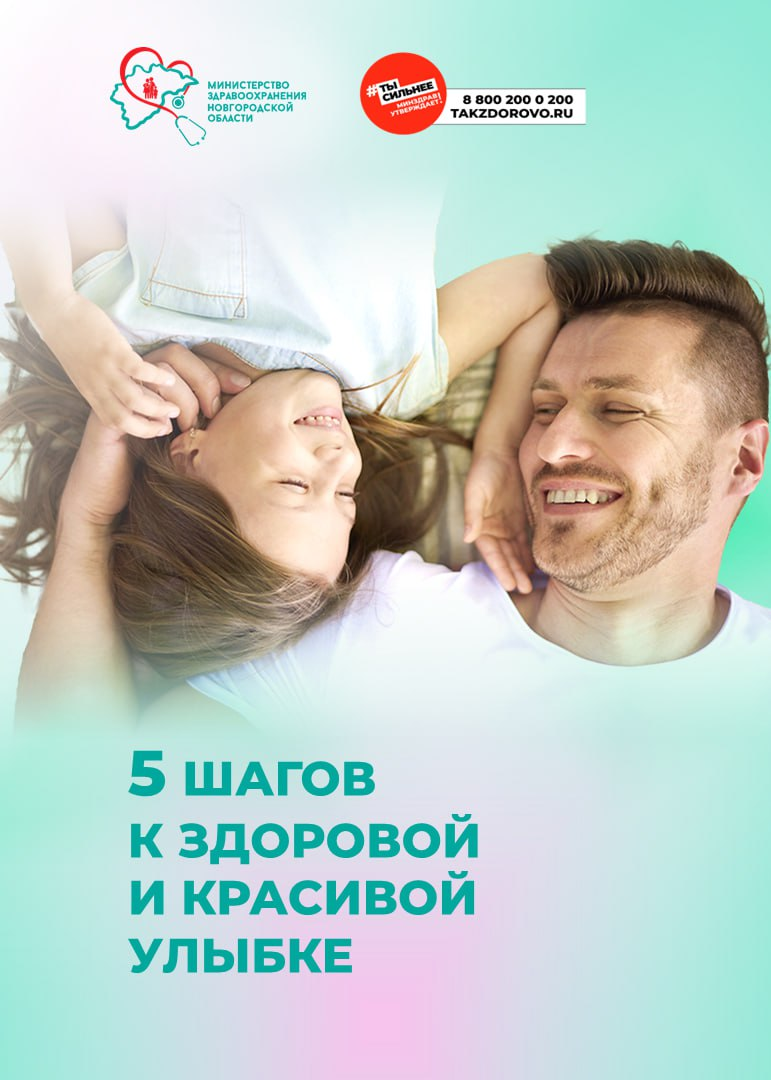 МИНИСТЕРСТВО
ЗДРАВООХРАНЕНИЯ
НОВГОРОДСКОЙ
ОБЛАСТИ
#ТЫ
СИЛЬНЕЕ
МИНЗДРАВ
УТВЕРЖДАЕТ!
8 800 200 0 200
TAKZDOROVO.RU
5 ШАГОВ
К ЗДОРОВОЙ
И КРАСИВОЙ
УЛЫБКЕ